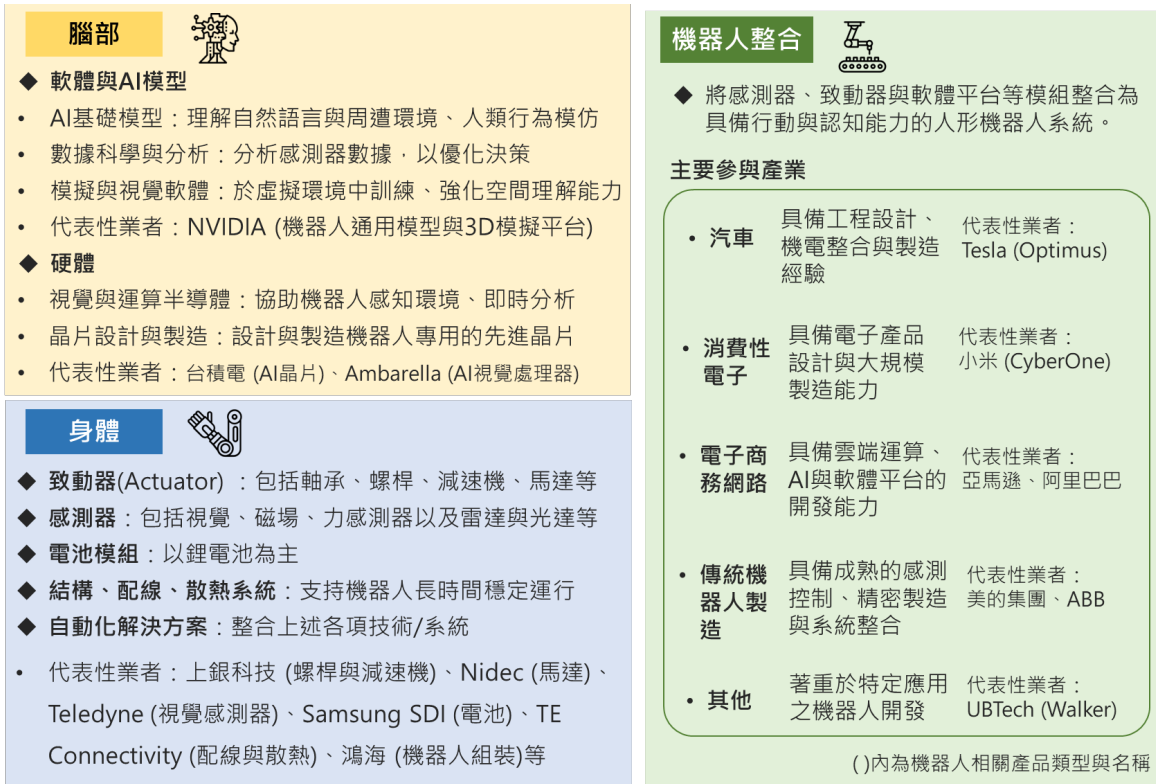 腦部
◆ 軟體與AI模型
• AI基礎模型：理解自然語言與周遭環境、人類行為模仿
• 數據科學與分析：分析感測器數據，以優化決策
• 模擬與視覺軟體：於虛擬環境中訓練、強化空間理解能力
• 代表性業者：NVIDIA (機器人通用模型與3D模擬平台)
◆ 硬體
• 視覺與運算半導體：協助機器人感知環境、即時分析
• 晶片設計與製造：設計與製造機器人專用的先進晶片
• 代表性業者：台積電 (AI晶片)、Ambarella (AI視覺處理器)
身體
◆ 致動器(Actuator) ：包括軸承、螺桿、減速機、馬達等
◆ 感測器：包括視覺、磁場、力感測器以及雷達與光達等
◆ 電池模組：以鋰電池為主
◆ 結構、配線、散熱系統：支持機器人長時間穩定運行
◆ 自動化解決方案：整合上述各項技術/系統
• 代表性業者：上銀科技 (螺桿與減速機)、Nidec (馬達)、
Teledyne (視覺感測器)、Samsung SDI (電池)、TE
Connectivity (配線與散熱)、鴻海 (機器人組裝)等
機器人整合
◆ 將感測器、致動器與軟體平台等模組整合為
具備行動與認知能力的人形機器人系統。
主要參與產業
• 汽車
具備工程設計、
機電整合與製造
經驗
代表性業者：
Tesla (Optimus)
• 消費性
電子
具備電子產品
設計與大規模
製造能力
代表性業者：
小米 (CyberOne)
• 電子商
務網路
具備雲端運算、
AI與軟體平台的
開發能力
代表性業者：
亞馬遜、阿里巴巴
• 傳統機
器人製
造
具備成熟的感測
控制、精密製造
與系統整合
代表性業者：
美的集團、ABB
• 其他
著重於特定應用
之機器人開發
代表性業者：
UBTech (Walker)
( )內為機器人相關產品類型與名稱